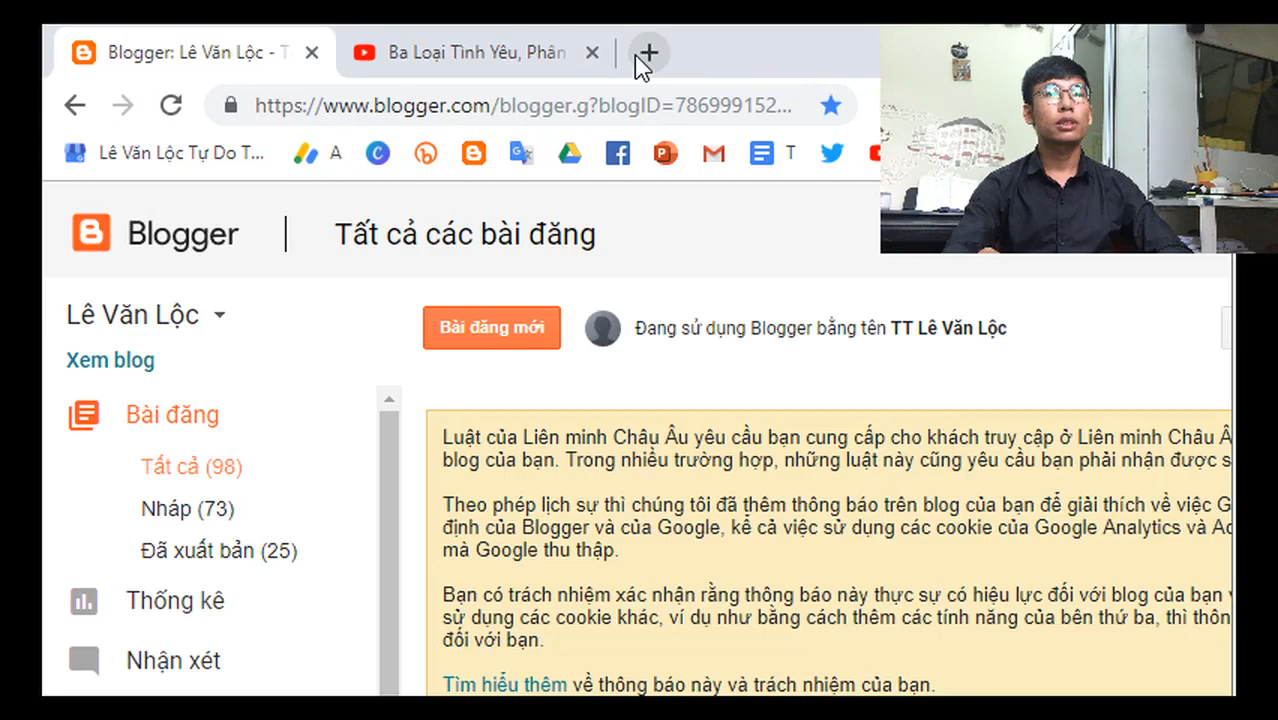 Blogger: Lê Văn Lộc - T
Ba Loại Tình Yêu, Phân
https://www.blogger.com/blogger.g?blogID=786999152...
Lê Văn Lộc Tự Do T...
A
T
Blogger
Tất cả các bài đăng
Lê Văn Lộc
Bài đăng mới
Đang sử dụng Blogger bằng tên TT Lê Văn Lộc
Xem blog
Bài đăng
Tất cả (98)
Nháp (73)
Đã xuất bản (25)
Thống kê
Nhận xét
Luật của Liên minh Châu Âu yêu cầu bạn cung cấp cho khách truy cập ở Liên minh Châu Â
blog của bạn. Trong nhiều trường hợp, những luật này cũng yêu cầu bạn phải nhận được s
Theo phép lịch sự thì chúng tôi đã thêm thông báo trên blog của bạn để giải thích về việc G
định của Blogger và của Google, kể cả việc sử dụng các cookie của Google Analytics và Ad
mà Google thu thập.
Bạn có trách nhiệm xác nhận rằng thông báo này thực sự có hiệu lực đối với blog của bạn v
sử dụng các cookie khác, ví dụ như bằng cách thêm các tính năng của bên thứ ba, thì thôn
đối với bạn.
Tìm hiểu thêm về thông báo này và trách nhiệm của bạn.